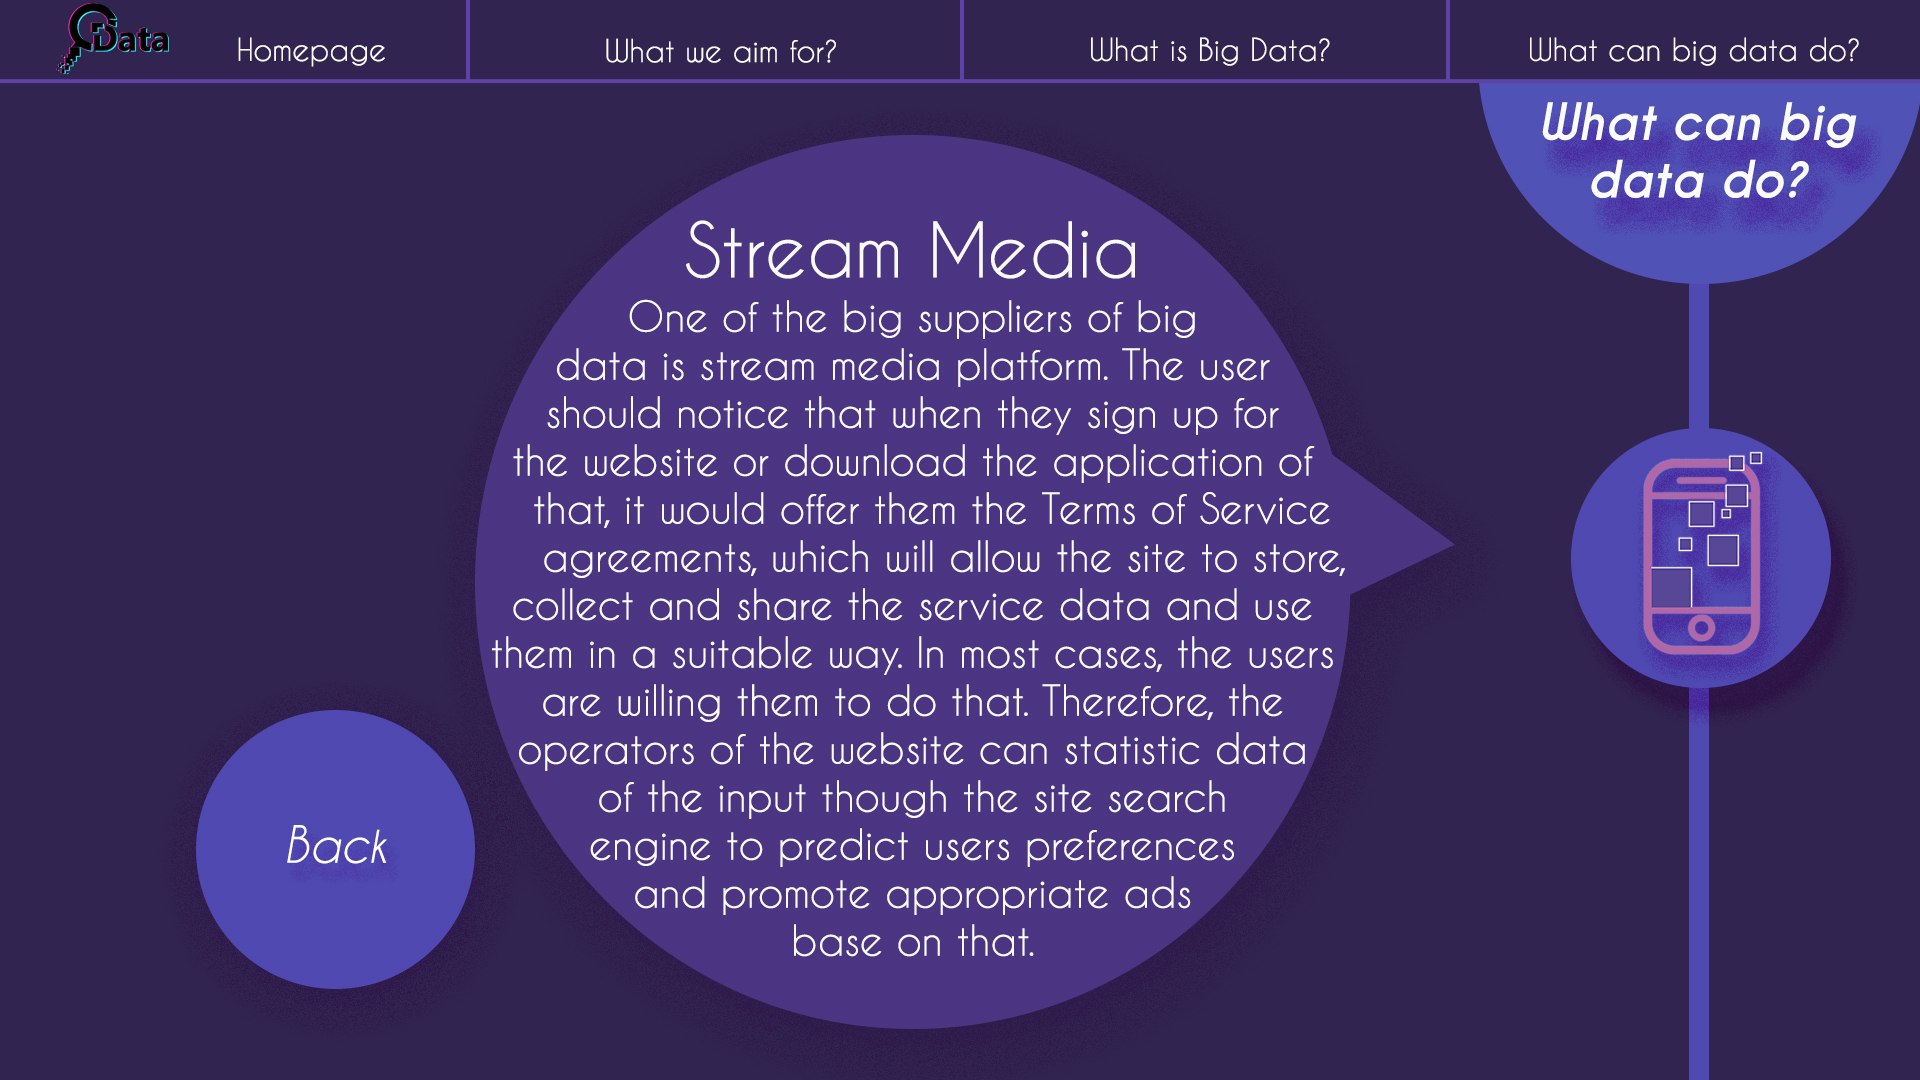 Data
Homepage
What we aim for?
What is Big Data?
What can big data do?
What can big
data do?
Stream Media
One of the big suppliers of big
data is stream media platform. The user
should notice that when they sign up for
the website or download the application of
that, it would offer them the Terms of Service
agreements, which will allow the site to store,
collect and share the service data and use
them in a suitable way. In most cases, the users
are willing them to do that. Therefore, the
operators of the website can statistic data
of the input though the site search
engine to predict users preferences
and promote appropriate ads
base on that.
Back